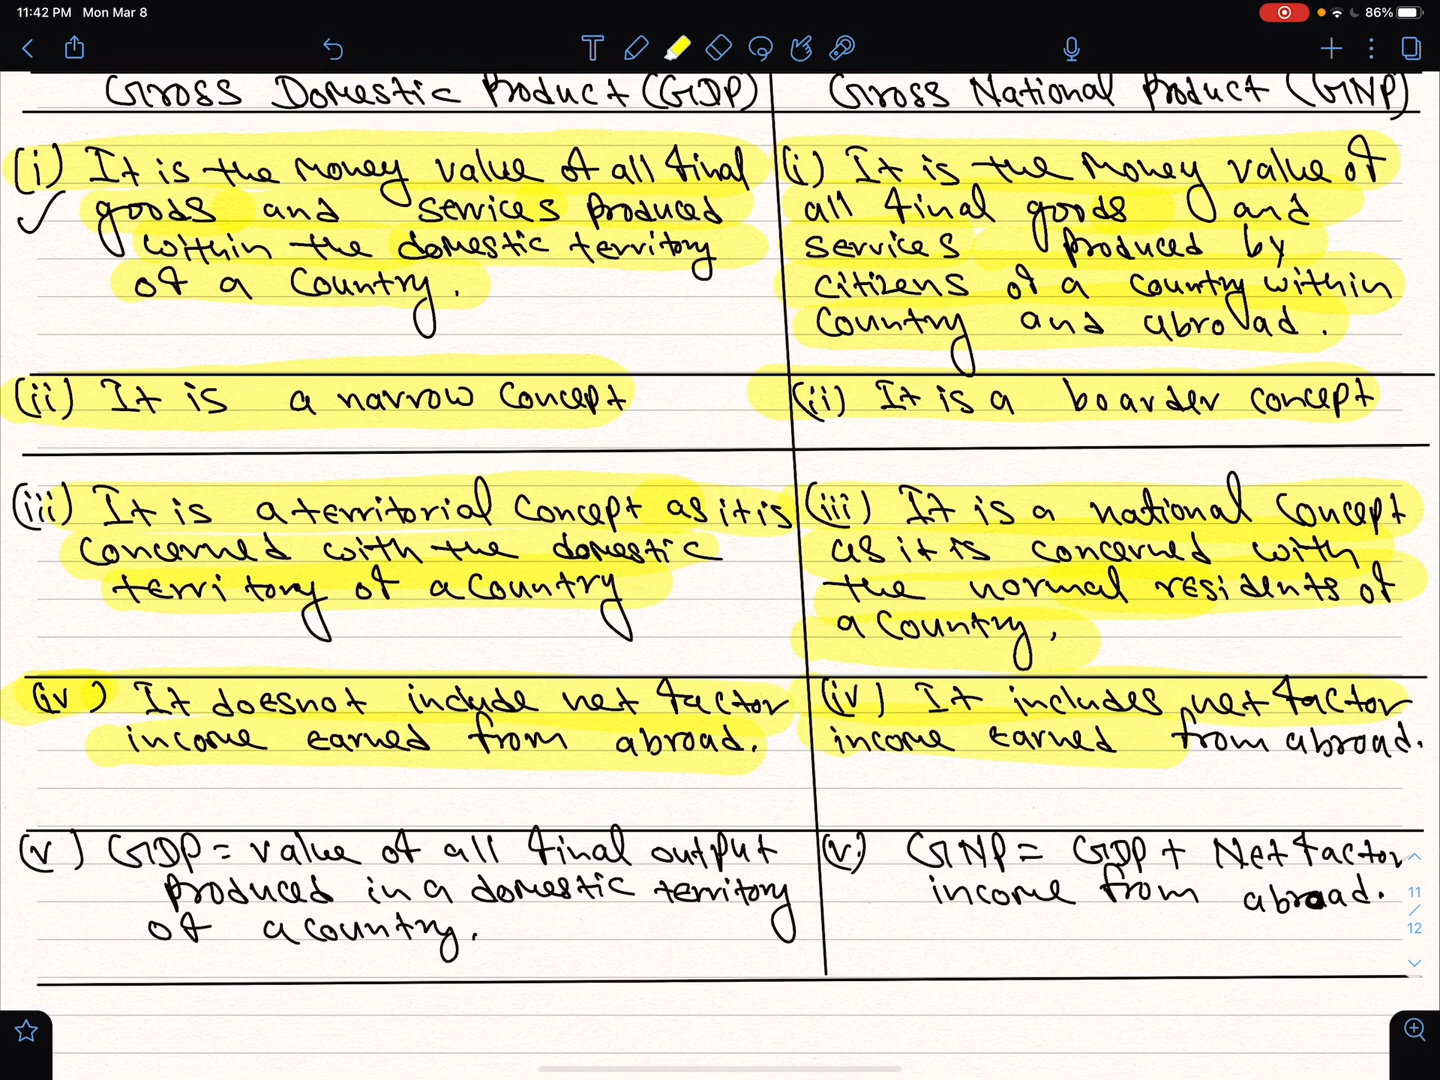 11:42 PM Mon Mar 8
86%
Gross Domestic Product (GDP)
Gross National Product (GNP)
(i) It is the money value of all final
goods and services produced
within the domestic territory
of a country.
(i) It is the money value of
all final goods and
services produced by
citizens of a country within
country and abroad.
(ii) It is a narrow concept
(ii) It is a boarder concept
(iii) It is a territorial concept as it is
concerned with the domestic
territory of a country
(iii) It is a national concept
as it is concerned with
the normal residents of
a country.
(iv) It does not include net factor
income earned from abroad.
(iv) It includes net factor
income earned from abroad.
(v) GDP = value of all final output
produced in a domestic territory
of a country.
(v) GNP = GDP + Net factor
income from abroad.
11
/
12